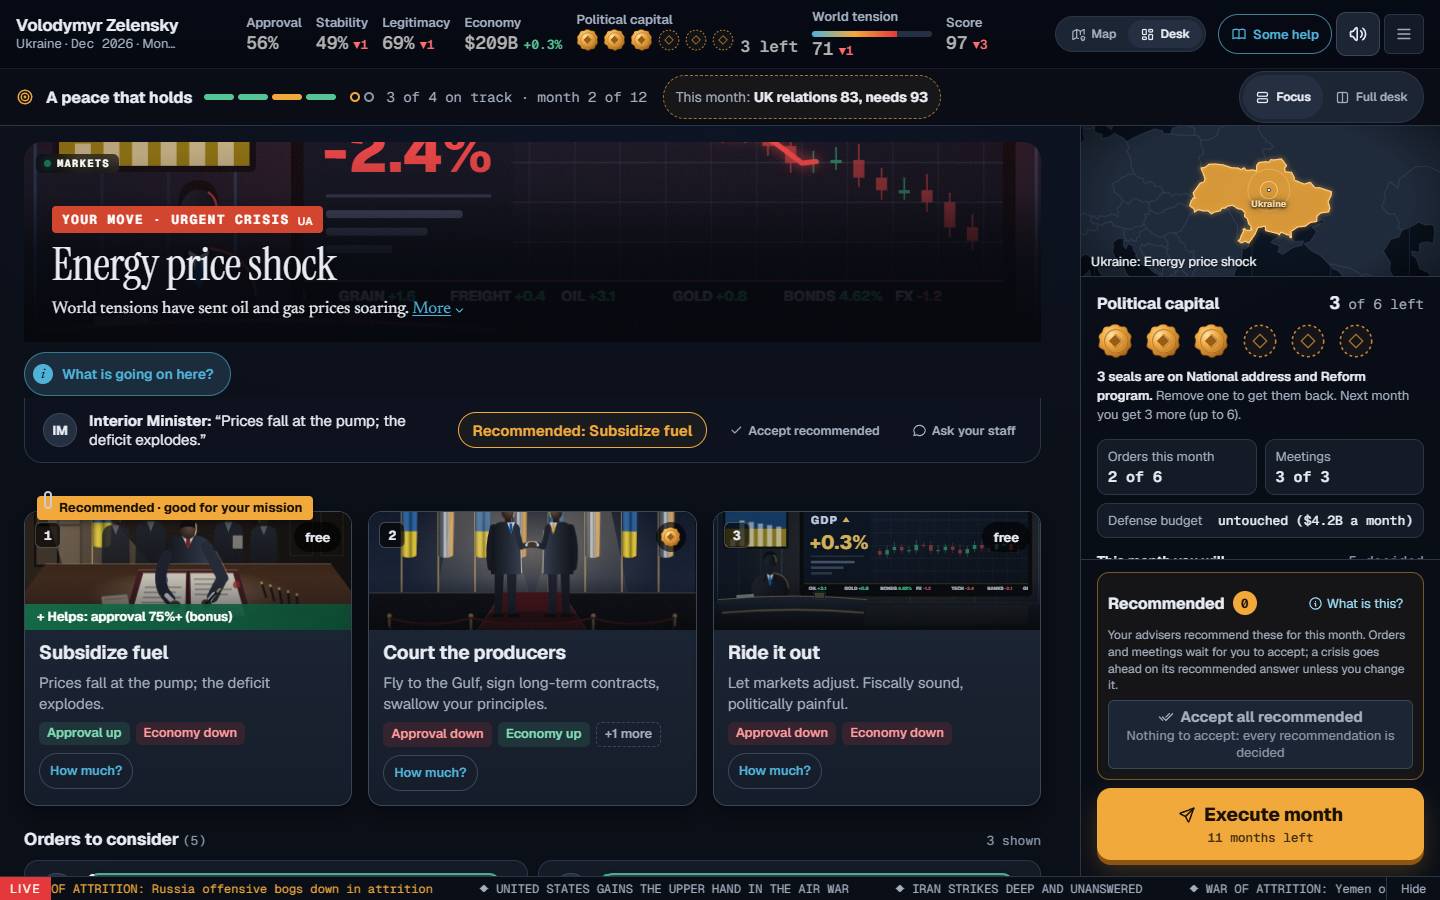 Volodymyr Zelensky
Ukraine · Dec 2026 · Mon...
Approval
56%
Stability
49% ▾1
Legitimacy
69% ▾1
Economy
$209B +0.3%
Political capital
3 left
World tension
71 ▾1
Score
97 ▾3
Map
Desk
Some help
A peace that holds
3 of 4 on track · month 2 of 12
This month: UK relations 83, needs 93
Focus
Full desk
MARKETS
-2.4%
YOUR MOVE · URGENT CRISIS UA
Energy price shock
GRAIN +1.6 FREIGHT +0.4 OIL +3.1 GOLD +0.8 BONDS 4.62% FX -1.2
World tensions have sent oil and gas prices soaring. More
What is going on here?
IM
Interior Minister: “Prices fall at the pump; the deficit explodes.”
Recommended: Subsidize fuel
Accept recommended
Ask your staff
Recommended · good for your mission
1
free
+ Helps: approval 75%+ (bonus)
Subsidize fuel
Prices fall at the pump; the deficit
explodes.
Approval up
Economy down
How much?
2
Court the producers
Fly to the Gulf, sign long-term contracts,
swallow your principles.
Approval down
Economy up
+1 more
How much?
3
GDP
+0.3%
free
Ride it out
Let markets adjust. Fiscally sound,
politically painful.
Approval down
Economy down
How much?
Orders to consider (5)
3 shown
Ukraine
Ukraine: Energy price shock
Political capital
3 of 6 left
3 seals are on National address and Reform
program. Remove one to get them back. Next month
you get 3 more (up to 6).
Orders this month
2 of 6
Meetings
3 of 3
Defense budget untouched ($4.2B a month)
Recommended 0
What is this?
Your advisers recommend these for this month. Orders
and meetings wait for you to accept; a crisis goes
ahead on its recommended answer unless you change
it.
Accept all recommended
Nothing to accept: every recommendation is
decided
Execute month
11 months left
LIVE
OF ATTRITION: Russia offensive bogs down in attrition
◆ UNITED STATES GAINS THE UPPER HAND IN THE AIR WAR
◆ IRAN STRIKES DEEP AND UNANSWERED
◆ WAR OF ATTRITION: Yemen o
Hide